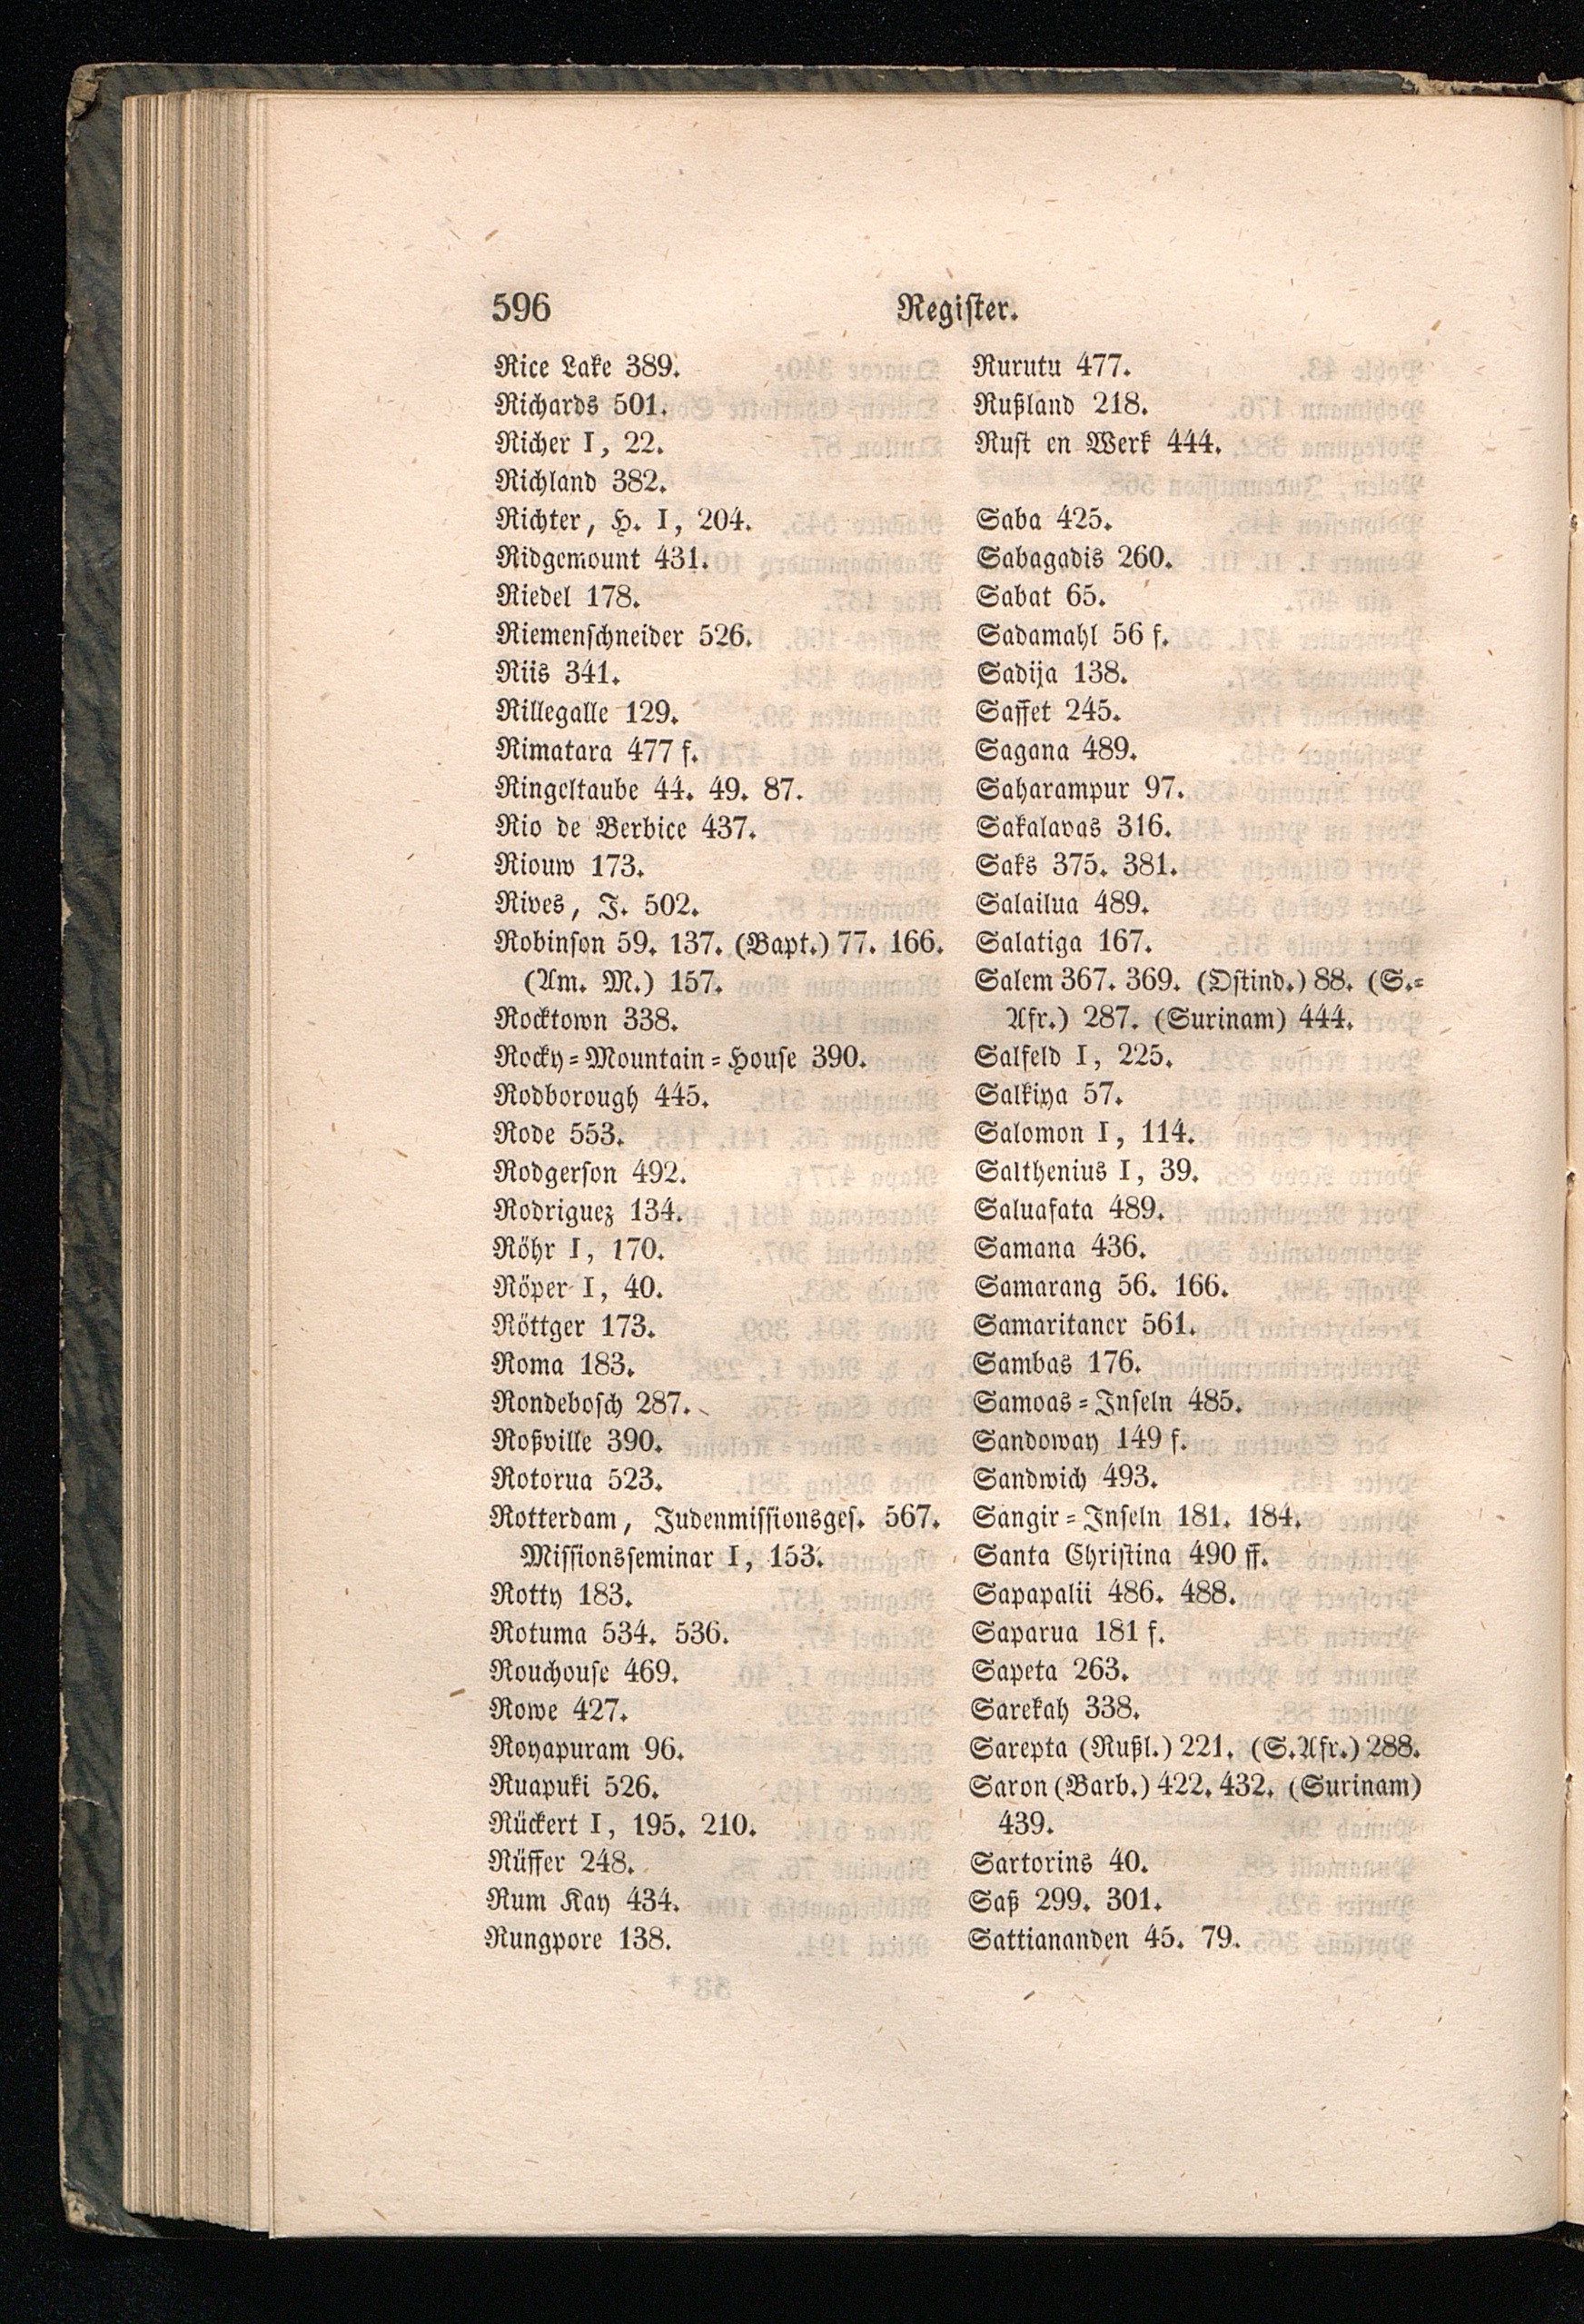 596
Register.
Rice Lake 389.
Richards 501.
Richer I, 22.
Richland 382.
Richter, H. I, 204.
Ridgemount 431.
Riedel 178.
Riemenschneider 526.
Riis 341.
Rillegalle 129.
Rimatara 477 f.
Ringeltaube 44. 49. 87.
Rio de Berbice 437.
Riouw 173.
Rives, J. 502.
Robinson 59. 137. (Bapt.) 77. 166.
(Am. M.) 157.
Rocktown 338.
Rocky-Mountain-House 390.
Rodborough 445.
Rode 553.
Rodgerson 492.
Rodriguez 134.
Röhr I, 170.
Röper I, 40.
Röttger 173.
Roma 183.
Rondebosch 287.
Roßville 390.
Rotorua 523.
Rotterdam, Judenmissionsges. 567.
Missionsseminar I, 153.
Rotty 183.
Rotuma 534. 536.
Rouchouse 469.
Rowe 427.
Royapuram 96.
Ruapuki 526.
Rückert I, 195. 210.
Rüffer 248.
Rum Kay 434.
Rungpore 138.
Rurutu 477.
Rußland 218.
Rust en Werk 444.
Saba 425.
Sabagadis 260.
Sabat 65.
Sadamahl 56 f.
Sadija 138.
Saffet 245.
Sagana 489.
Saharampur 97.
Sakalavas 316.
Saks 375. 381.
Salailua 489.
Salatiga 167.
Salem 367. 369. (Ostind.) 88. (S.-
Afr.) 287. (Surinam) 444.
Salfeld I, 225.
Salkiya 57.
Salomon I, 114.
Salthenius I, 39.
Saluafata 489.
Samana 436.
Samarang 56. 166.
Samaritaner 561.
Sambas 176.
Samoas-Inseln 485.
Sandoway 149 f.
Sandwich 493.
Sangir-Inseln 181. 184.
Santa Christina 490 ff.
Sapapalii 486. 488.
Saparua 181 f.
Sapeta 263.
Sarekah 338.
Sarepta (Rußl.) 221. (S.Afr.) 288.
Saron (Barb.) 422. 432. (Surinam)
439.
Sartorius 40.
Saß 299. 301.
Sattiananden 45. 79.